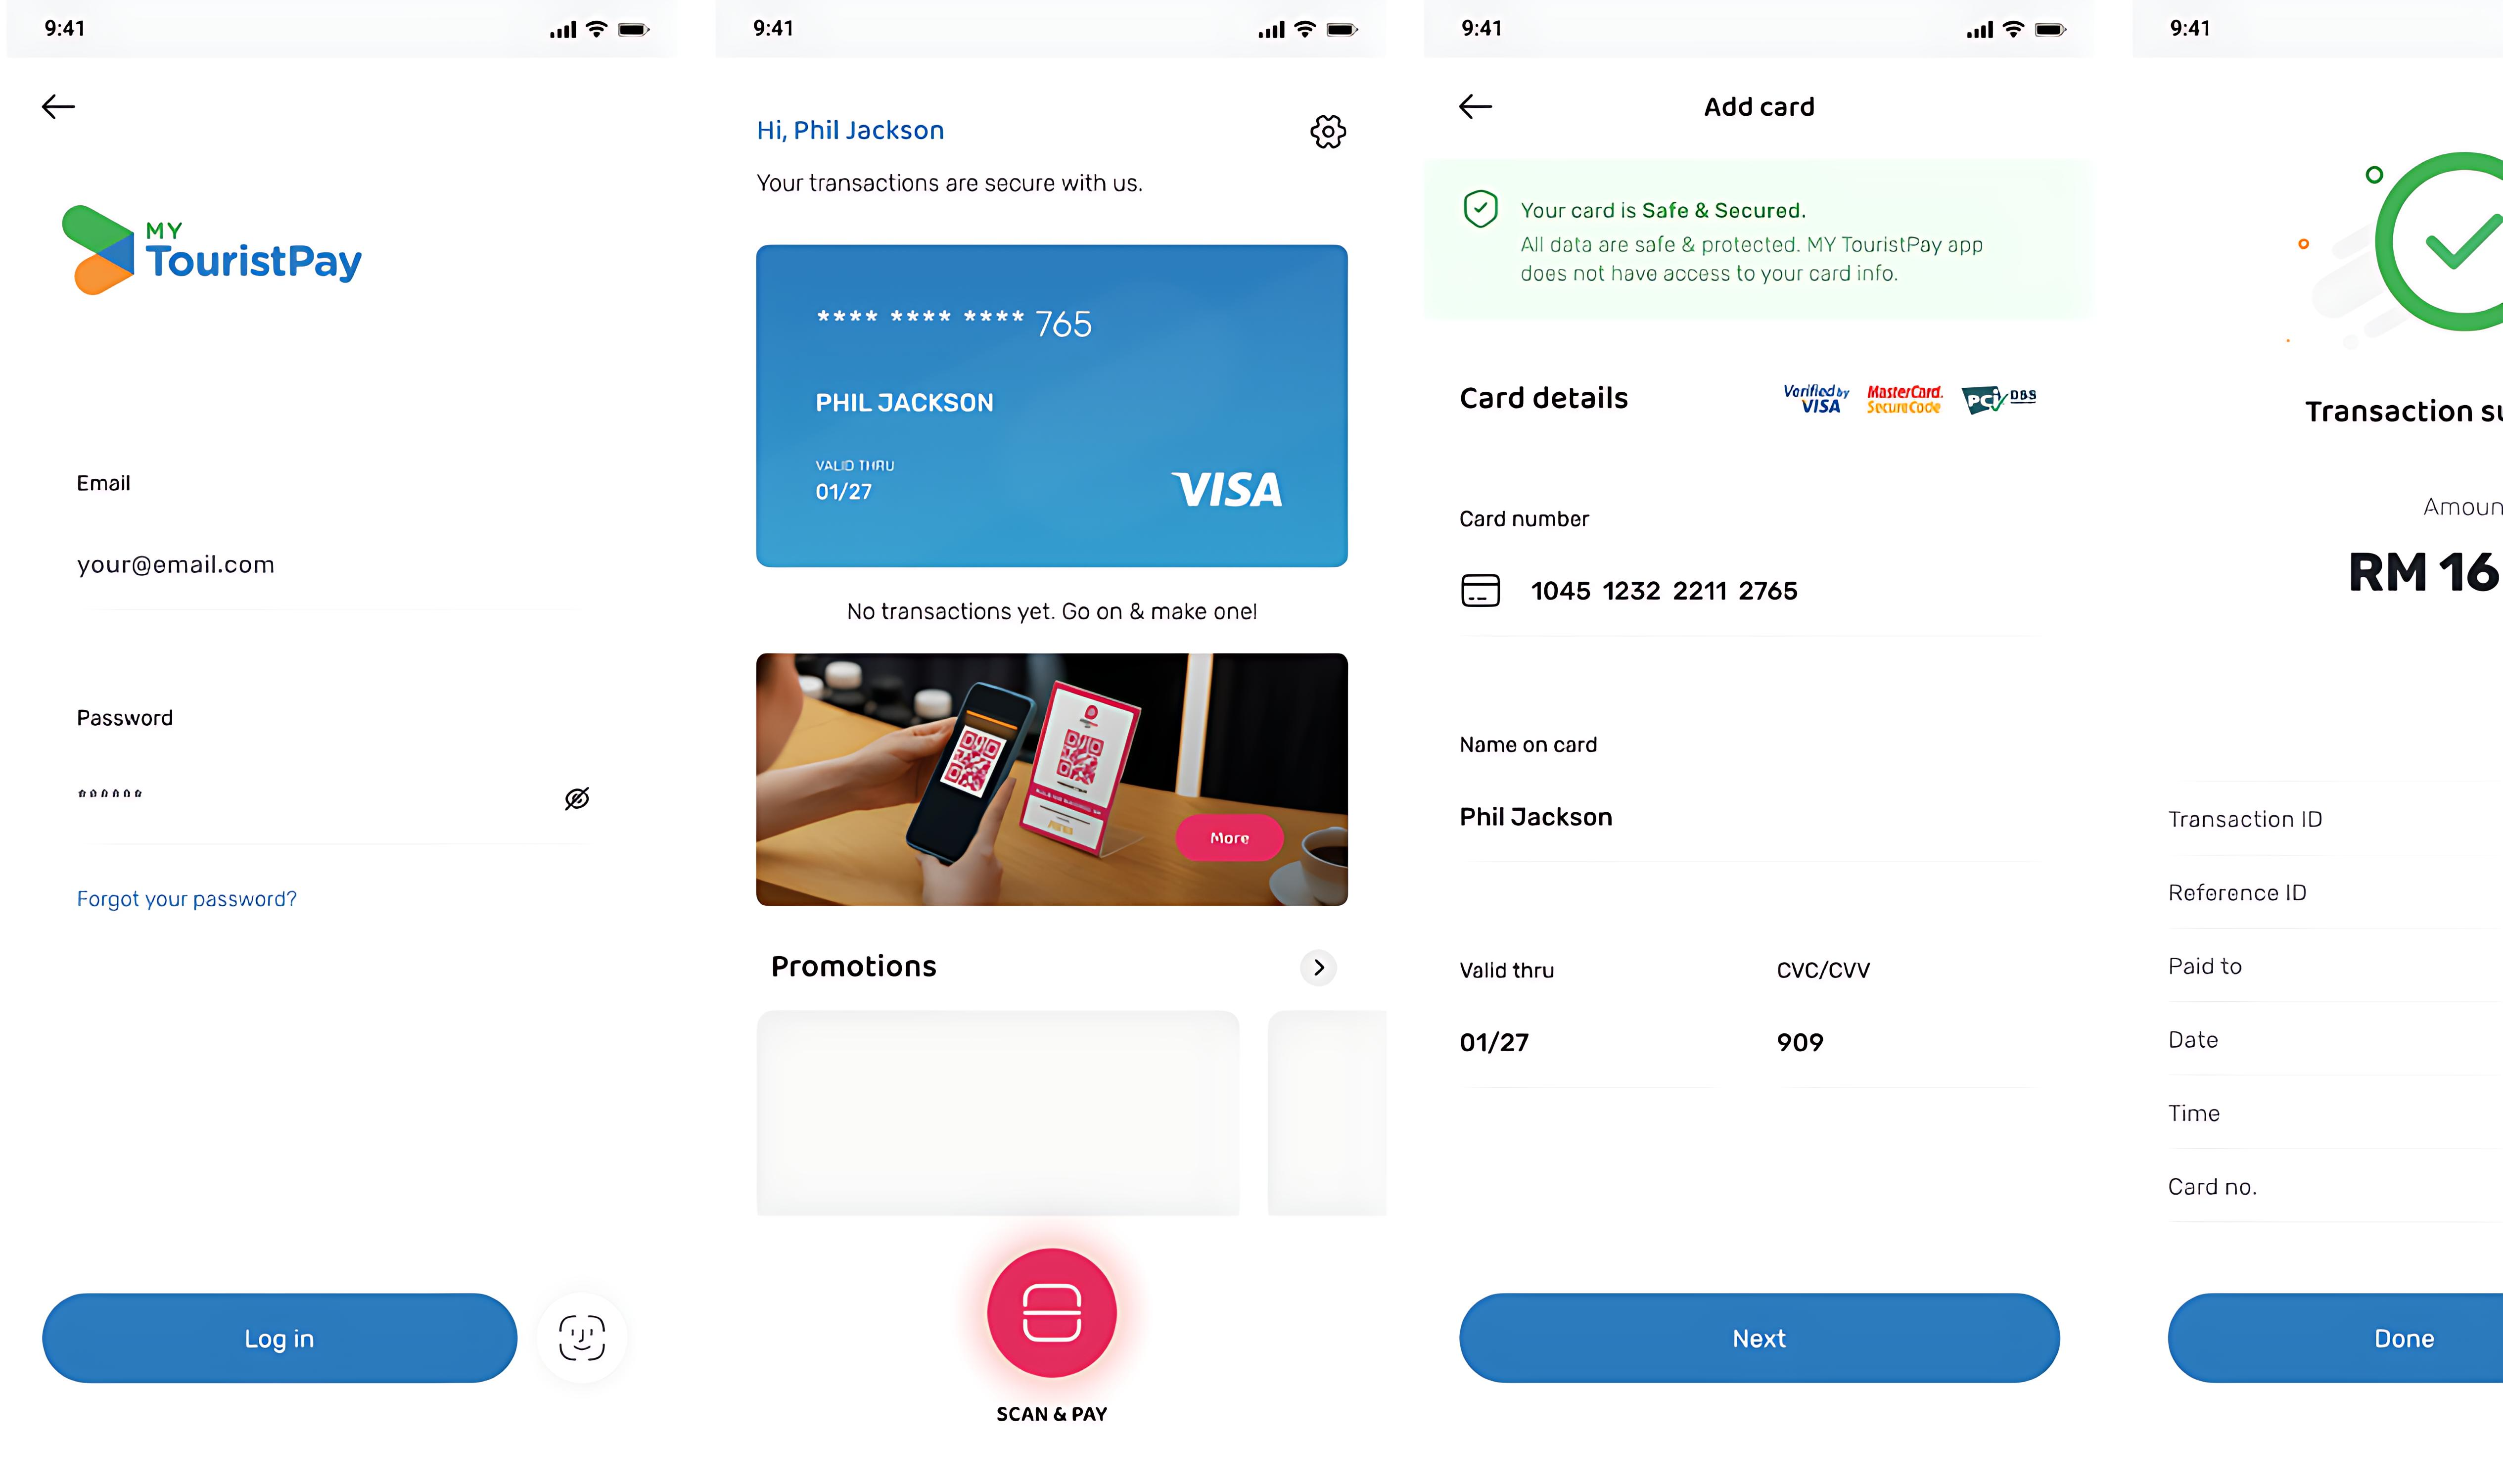 9:41
MY
TouristPay
Email
your@email.com
Password
******
Forgot your password?
Log in
9:41
Hi, Phil Jackson
Your transactions are secure with us.
**** **** **** 765
PHIL JACKSON
VALID THRU
01/27
VISA
No transactions yet. Go on & make one!
More
Promotions
SCAN & PAY
9:41
Add card
Your card is Safe & Secured.
All data are safe & protected. MY TouristPay app
does not have access to your card info.
Card details
Verified by
VISA
MasterCard.
SecureCode
PCI DSS
Card number
1045 1232 2211 2765
Name on card
Phil Jackson
Valid thru
CVC/CVV
01/27
909
Next
9:41
Transaction su
Amoun
RM 16
Transaction ID
Reference ID
Paid to
Date
Time
Card no.
Done